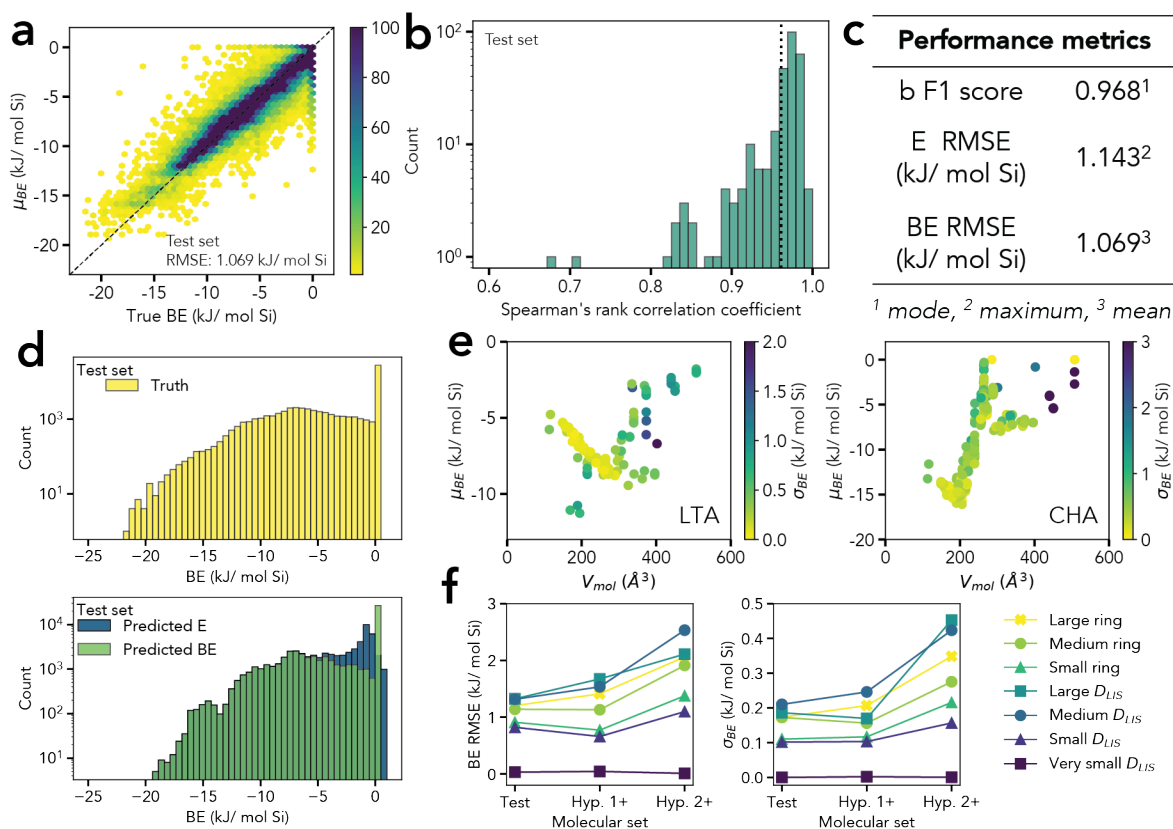 a
0
−5
−10
−15
−20
μBE (kJ/ mol Si)
−20 −15 −10 −5 0
True BE (kJ/ mol Si)
Test set
RMSE: 1.069 kJ/ mol Si
100
80
60
40
20
Count
b
Test set
10²
10¹
10⁰
0.6 0.7 0.8 0.9 1.0
Spearman's rank correlation coefficient
c
Performance metrics
b F1 score 0.968¹
E RMSE
(kJ/ mol Si) 1.143²
BE RMSE
(kJ/ mol Si) 1.069³
¹ mode, ² maximum, ³ mean
d
Test set
Truth
10³
10¹
Count
−25 −20 −15 −10 −5 0
BE (kJ/ mol Si)
Test set
Predicted E
Predicted BE
10⁴
10³
10²
10¹
Count
−25 −20 −15 −10 −5 0
BE (kJ/ mol Si)
e
0
−5
−10
μBE (kJ/ mol Si)
LTA
0 200 400 600
Vmol (Å³)
2.0
1.5
1.0
0.5
0.0
σBE (kJ/ mol Si)
0
−5
−10
−15
−20
μBE (kJ/ mol Si)
CHA
0 200 400 600
Vmol (Å³)
3
2
1
0
σBE (kJ/ mol Si)
f
3
2
1
0
BE RMSE (kJ/ mol Si)
Test Hyp. 1+ Hyp. 2+
Molecular set
0.5
0.4
0.3
0.2
0.1
0.0
σBE (kJ/ mol Si)
Test Hyp. 1+ Hyp. 2+
Molecular set
Large ring
Medium ring
Small ring
Large DLIS
Medium DLIS
Small DLIS
Very small DLIS